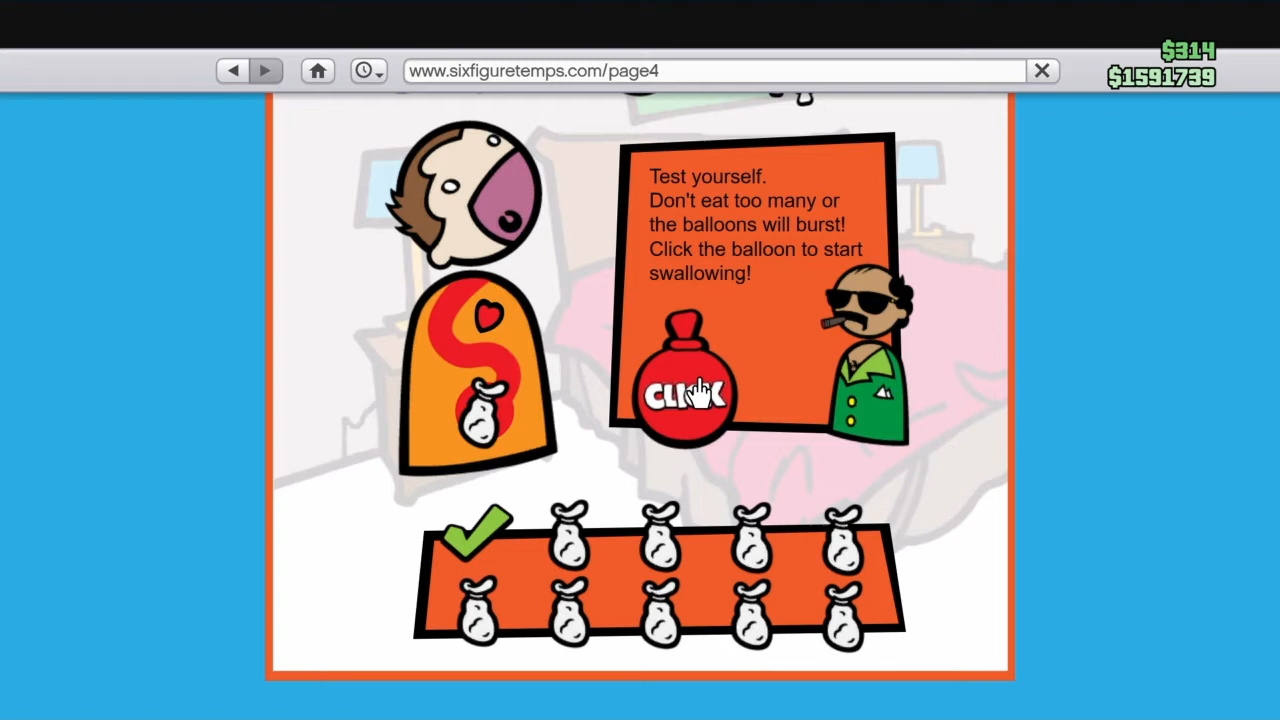 $314
www.sixfiguretemps.com/page4
$1591739
Test yourself.
Don't eat too many or
the balloons will burst!
Click the balloon to start
swallowing!
CLICK